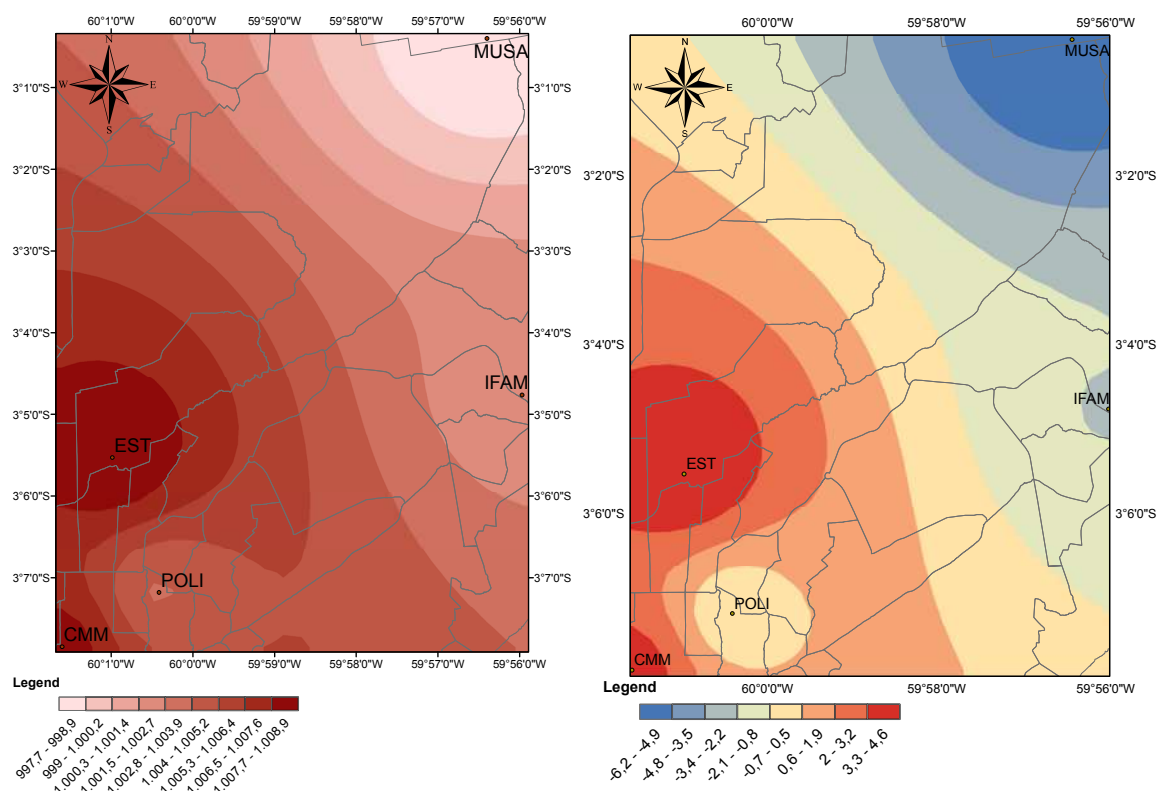 60°1'0"W 60°0'0"W 59°59'0"W 59°58'0"W 59°57'0"W 59°56'0"W
N
W E
S
MUSA
3°1'0"S 3°1'0"S
3°2'0"S 3°2'0"S
3°3'0"S 3°3'0"S
3°4'0"S 3°4'0"S
IFAM
3°5'0"S 3°5'0"S
EST
3°6'0"S 3°6'0"S
3°7'0"S 3°7'0"S
POLI
CMM
60°1'0"W 60°0'0"W 59°59'0"W 59°58'0"W 59°57'0"W 59°56'0"W
Legend
997,7 - 998,9
999 - 1.000,2
1.000,3 - 1.001,4
1.001,5 - 1.002,7
1.002,8 - 1.003,9
1.004 - 1.005,2
1.005,3 - 1.006,4
1.006,5 - 1.007,6
1.007,7 - 1.008,9
60°0'0"W 59°58'0"W 59°56'0"W
N
W E
S
MUSA
3°2'0"S 3°2'0"S
3°4'0"S 3°4'0"S
IFAM
EST
3°6'0"S 3°6'0"S
POLI
CMM
60°0'0"W 59°58'0"W 59°56'0"W
Legend
-6,2 - -4,9
-4,8 - -3,5
-3,4 - -2,2
-2,1 - -0,8
-0,7 - 0,5
0,6 - 1,9
2 - 3,2
3,3 - 4,6